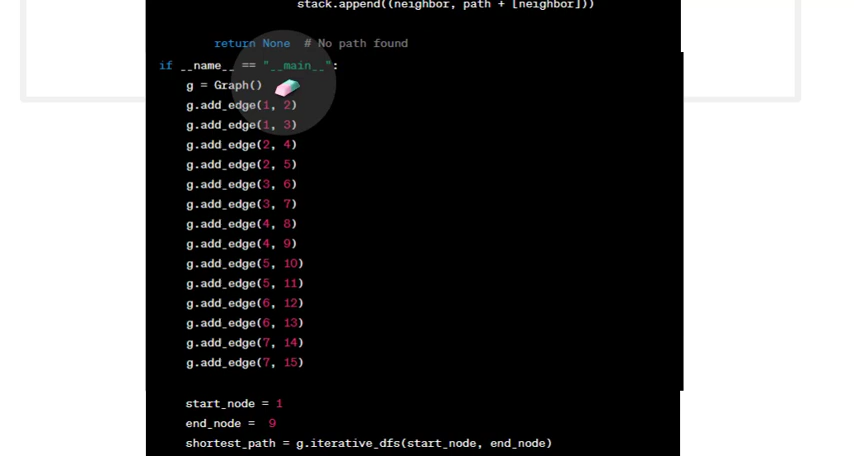 stack.append((neighbor, path + [neighbor]))
return None  # No path found
if __name__ == "__main__":
g = Graph()
g.add_edge(1, 2)
g.add_edge(1, 3)
g.add_edge(2, 4)
g.add_edge(2, 5)
g.add_edge(3, 6)
g.add_edge(3, 7)
g.add_edge(4, 8)
g.add_edge(4, 9)
g.add_edge(5, 10)
g.add_edge(5, 11)
g.add_edge(6, 12)
g.add_edge(6, 13)
g.add_edge(7, 14)
g.add_edge(7, 15)
start_node = 1
end_node =  9
shortest_path = g.iterative_dfs(start_node, end_node)